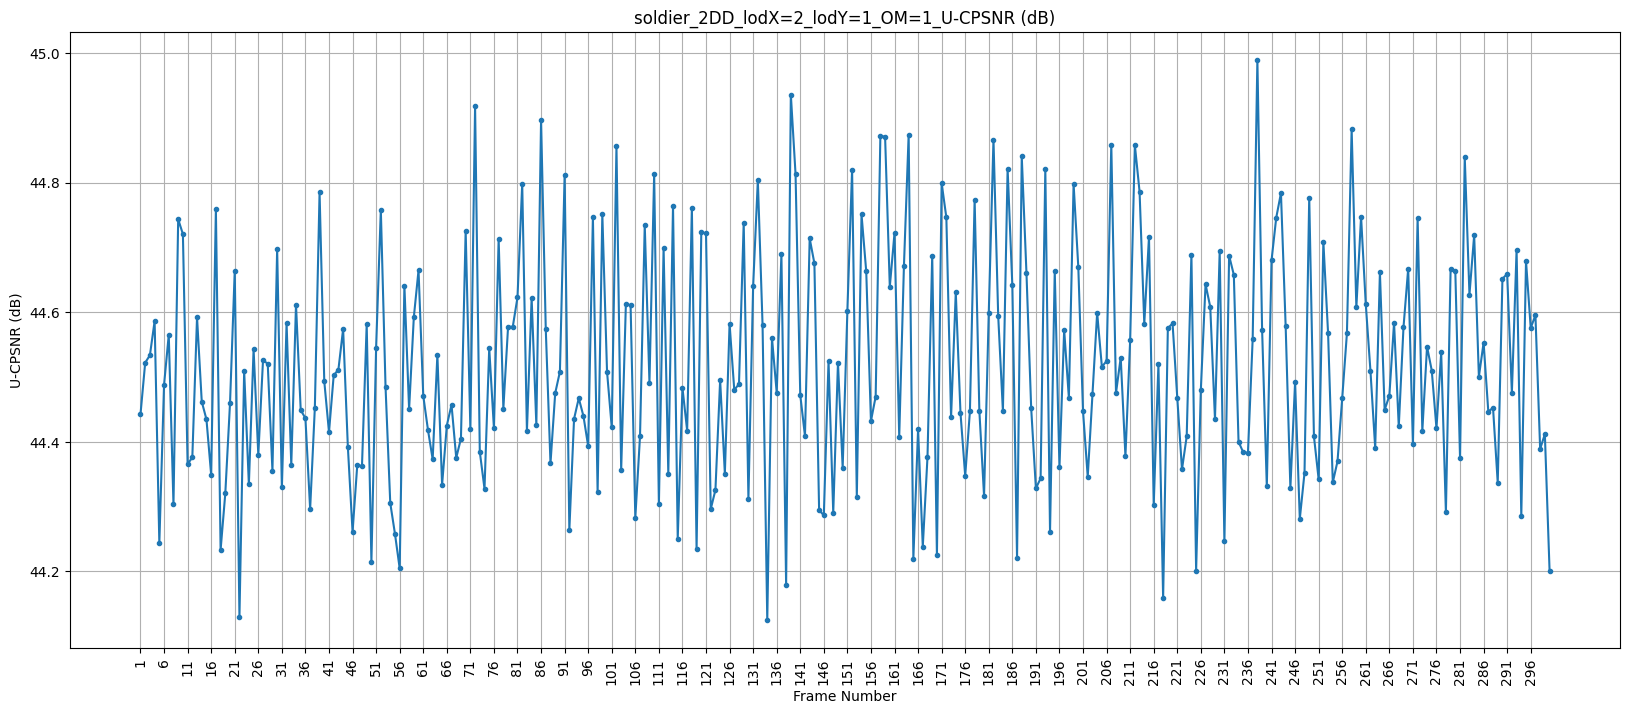 soldier_2DD_lodX=2_lodY=1_OM=1_U-CPSNR (dB)
U-CPSNR (dB)
45.0
44.8
44.6
44.4
44.2
1 6 11 16 21 26 31 36 41 46 51 56 61 66 71 76 81 86 91 96 101 106 111 116 121 126 131 136 141 146 151 156 161 166 171 176 181 186 191 196 201 206 211 216 221 226 231 236 241 246 251 256 261 266 271 276 281 286 291 296
Frame Number